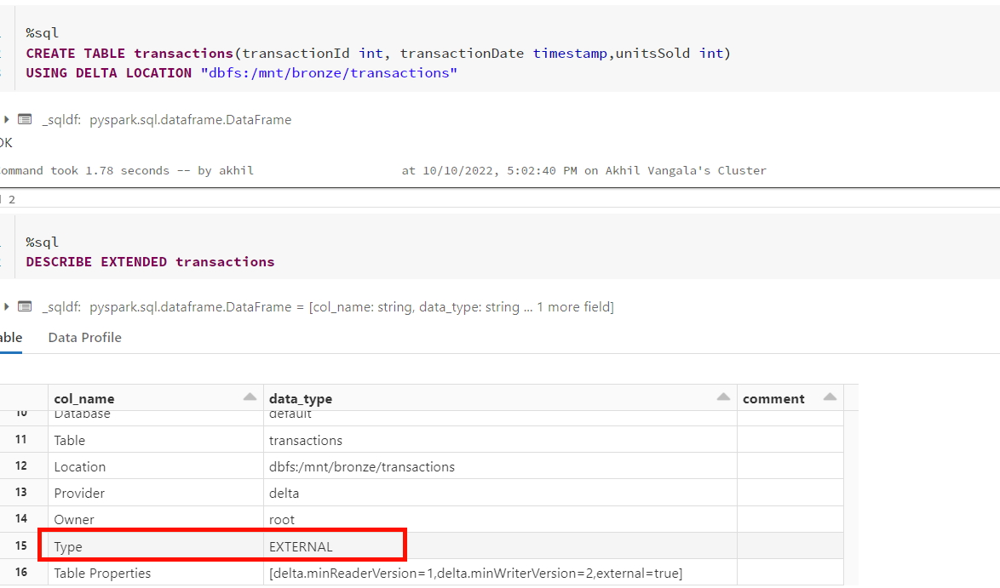 %sql
CREATE TABLE transactions(transactionId int, transactionDate timestamp,unitsSold int)
USING DELTA LOCATION "dbfs:/mnt/bronze/transactions"
_sqldf: pyspark.sql.dataframe.DataFrame
OK
ommand took 1.78 seconds -- by akhil at 10/10/2022, 5:02:40 PM on Akhil Vangala's Cluster
2
%sql
DESCRIBE EXTENDED transactions
_sqldf: pyspark.sql.dataframe.DataFrame = [col_name: string, data_type: string ... 1 more field]
able Data Profile
col_name data_type comment
10 Database default
11 Table transactions
12 Location dbfs:/mnt/bronze/transactions
13 Provider delta
14 Owner root
15 Type EXTERNAL
16 Table Properties [delta.minReaderVersion=1,delta.minWriterVersion=2,external=true]